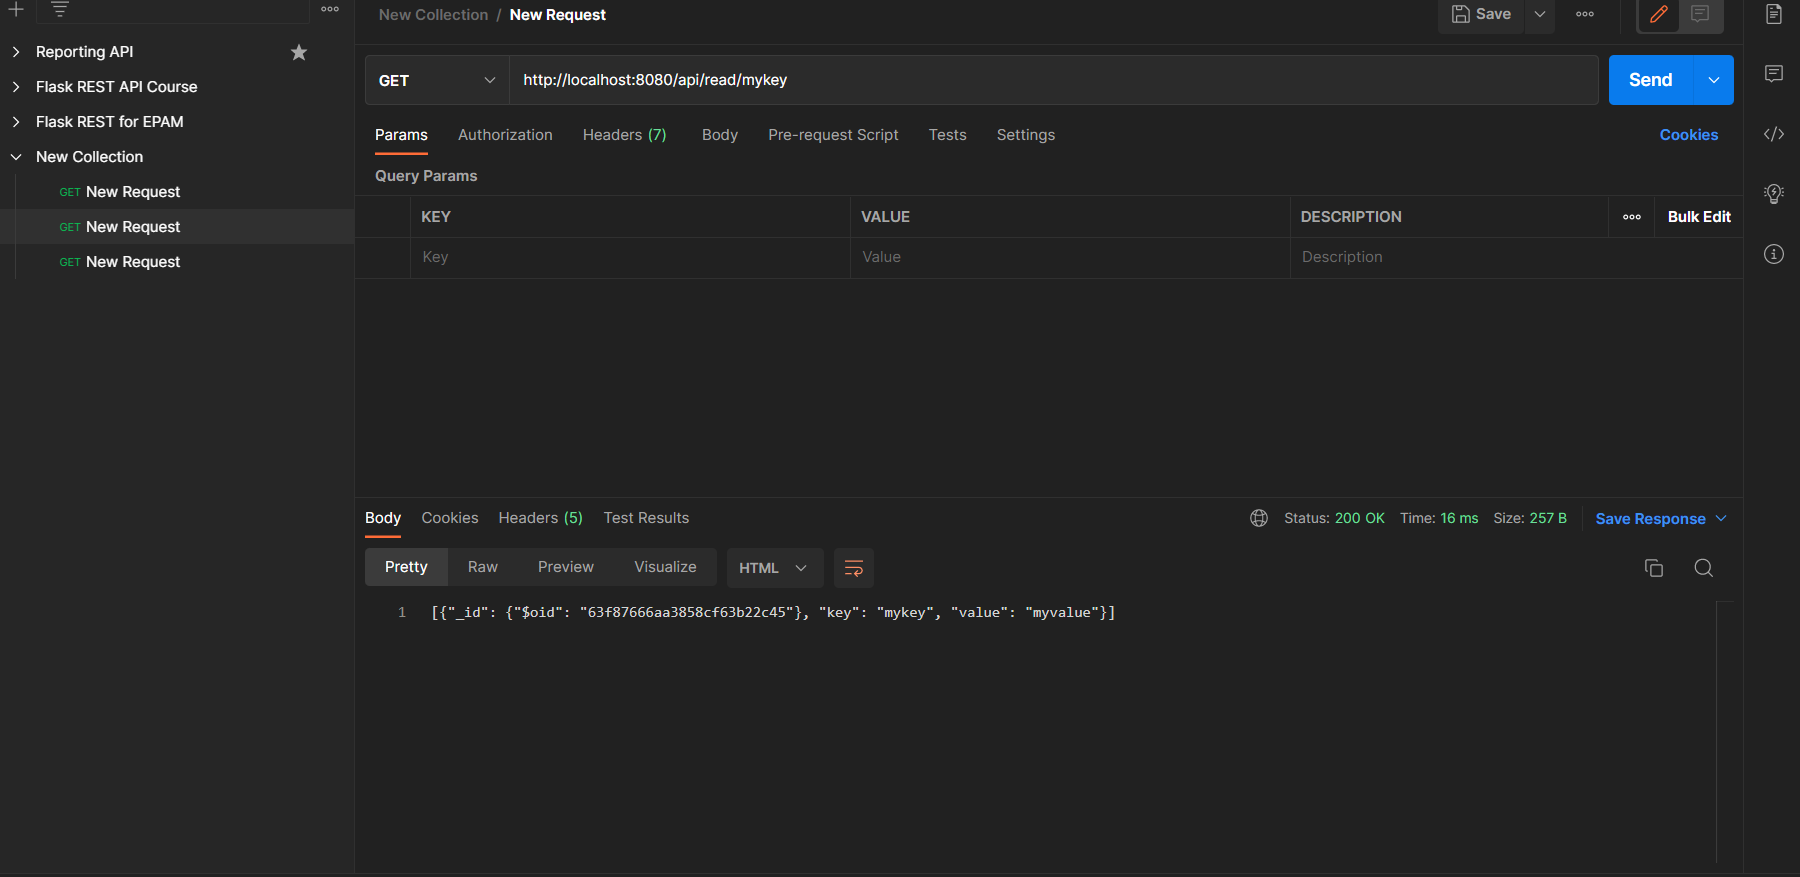 New Collection / New Request
Save
Reporting API
Flask REST API Course
Flask REST for EPAM
New Collection
GET New Request
GET New Request
GET New Request
GET
http://localhost:8080/api/read/mykey
Send
Params Authorization Headers (7) Body Pre-request Script Tests Settings Cookies
Query Params
KEY VALUE DESCRIPTION Bulk Edit
Key Value Description
Body Cookies Headers (5) Test Results Status: 200 OK Time: 16 ms Size: 257 B Save Response
Pretty Raw Preview Visualize HTML
1 [{"_id": {"$oid": "63f87666aa3858cf63b22c45"}, "key": "mykey", "value": "myvalue"}]